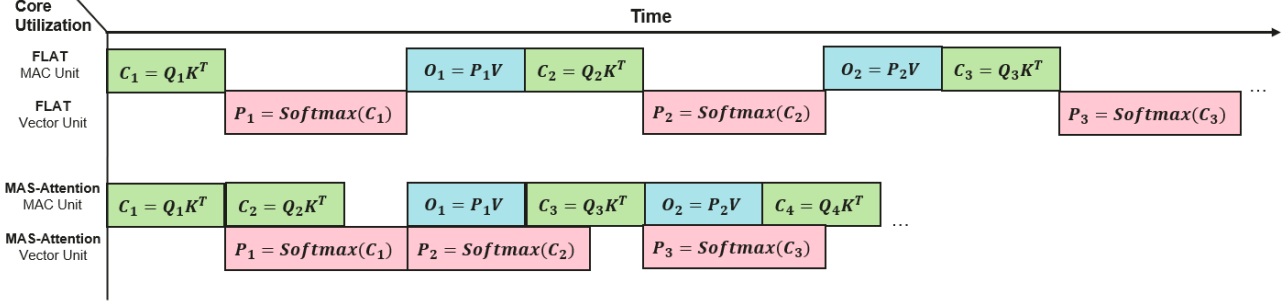 Core
Utilization
Time
FLAT
MAC Unit
C₁ = Q₁Kᵀ
O₁ = P₁V
C₂ = Q₂Kᵀ
O₂ = P₂V
C₃ = Q₃Kᵀ
...
FLAT
Vector Unit
P₁ = Softmax(C₁)
P₂ = Softmax(C₂)
P₃ = Softmax(C₃)
MAS-Attention
MAC Unit
C₁ = Q₁Kᵀ
C₂ = Q₂Kᵀ
O₁ = P₁V
C₃ = Q₃Kᵀ
O₂ = P₂V
C₄ = Q₄Kᵀ
...
MAS-Attention
Vector Unit
P₁ = Softmax(C₁)
P₂ = Softmax(C₂)
P₃ = Softmax(C₃)